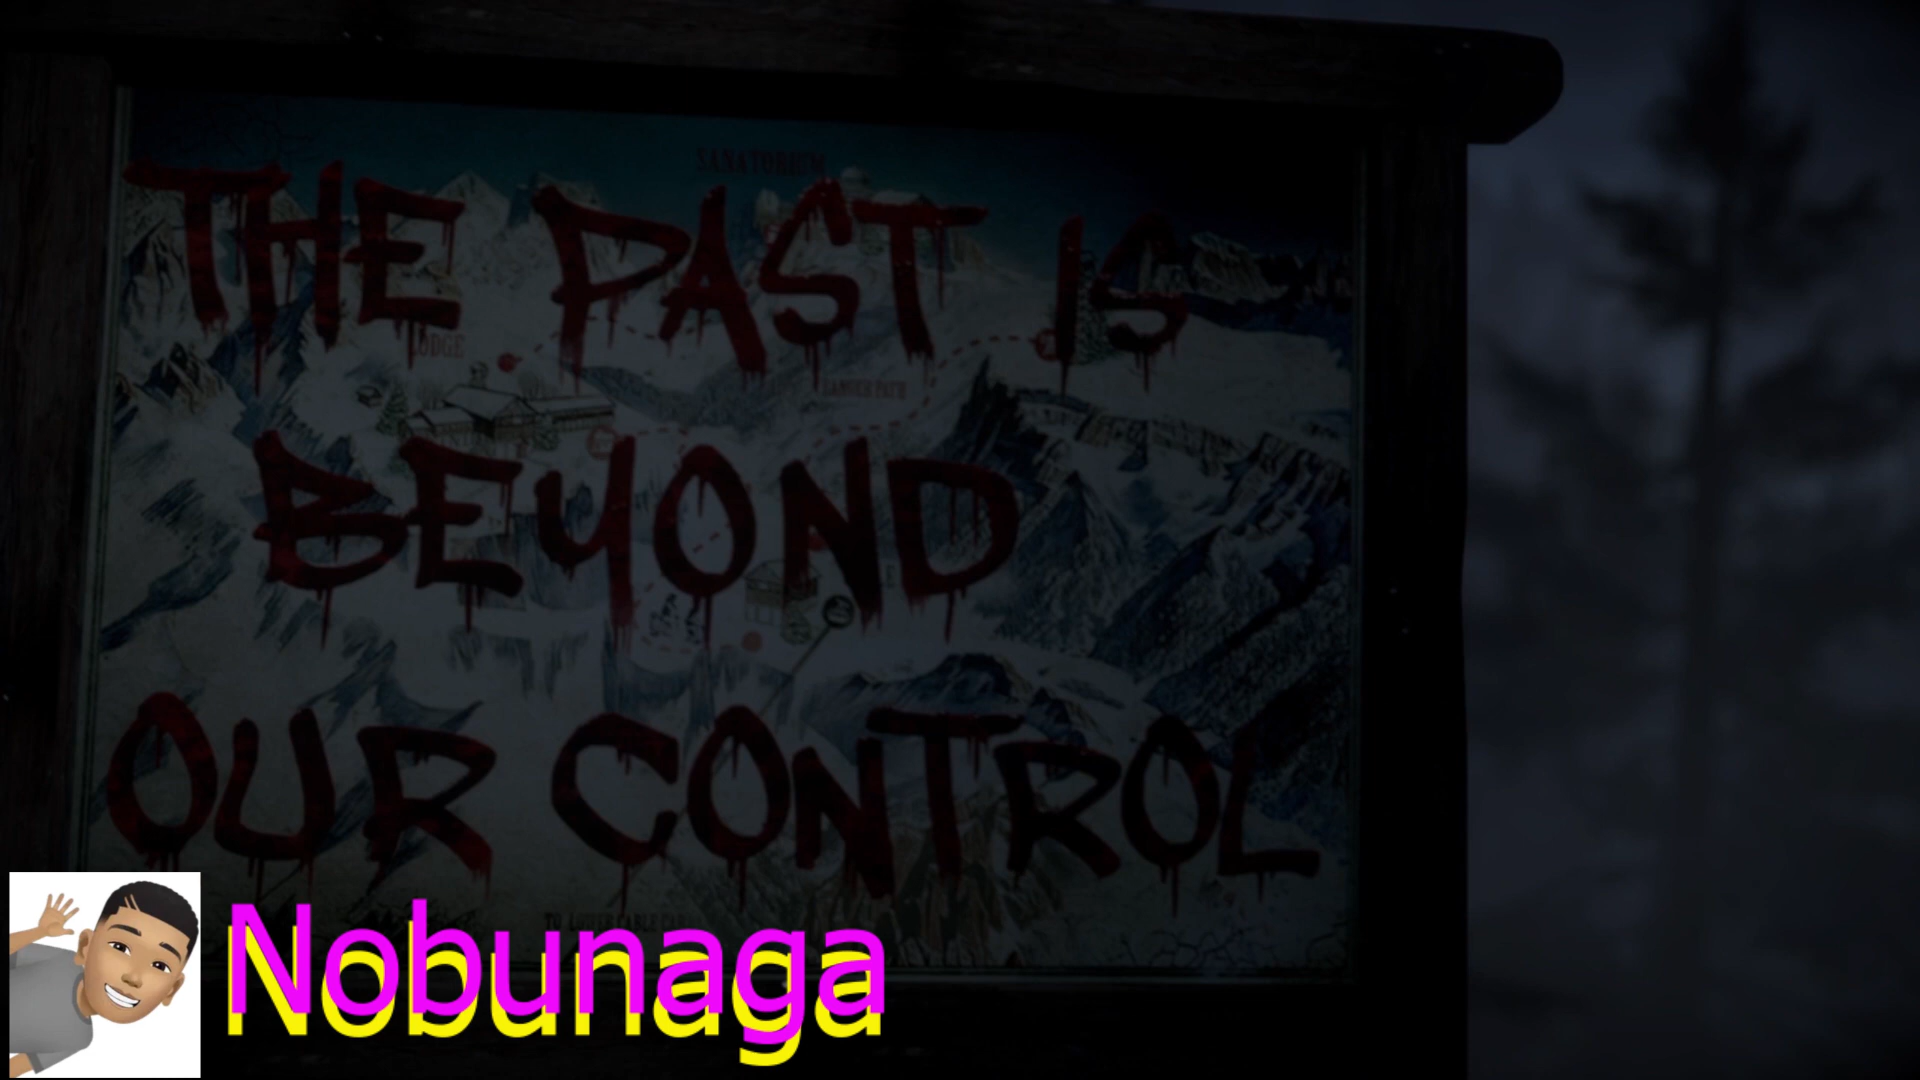 SANATORIUM
THE PAST IS
LODGE
BEYOND
OUR CONTROL
Nobunaga